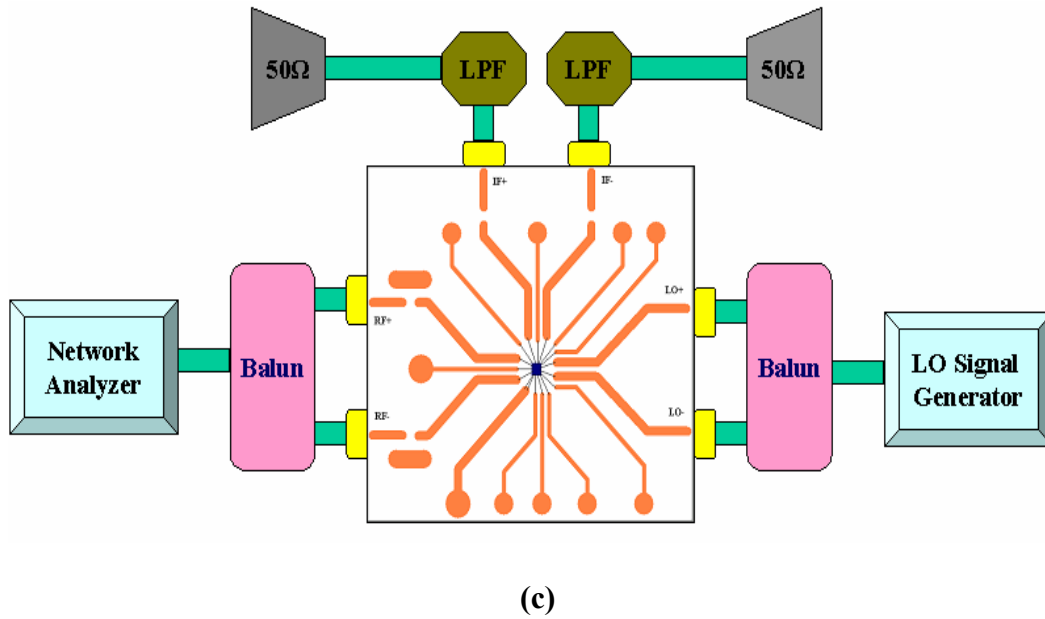 50Ω
LPF
LPF
50Ω
IF+
IF-
RF+
LO+
Network
Analyzer
Balun
Balun
LO Signal
Generator
RF-
LO-
(c)